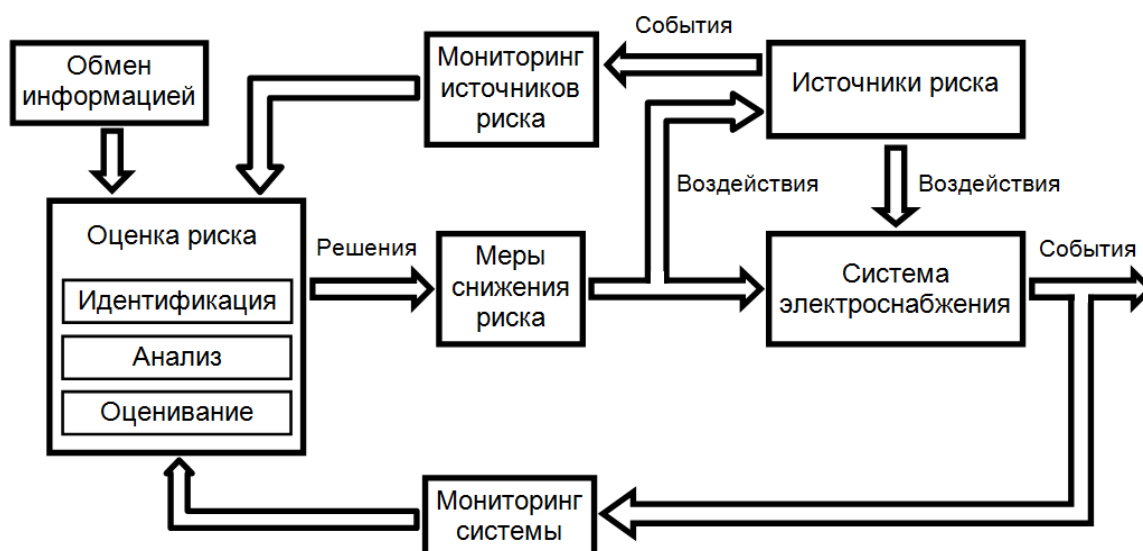 События
Обмен
информацией
Мониторинг
источников
риска
Источники риска
Воздействия
Воздействия
Оценка риска
Идентификация
Анализ
Оценивание
Решения
Меры
снижения
риска
Система
электроснабжения
События
Мониторинг
системы